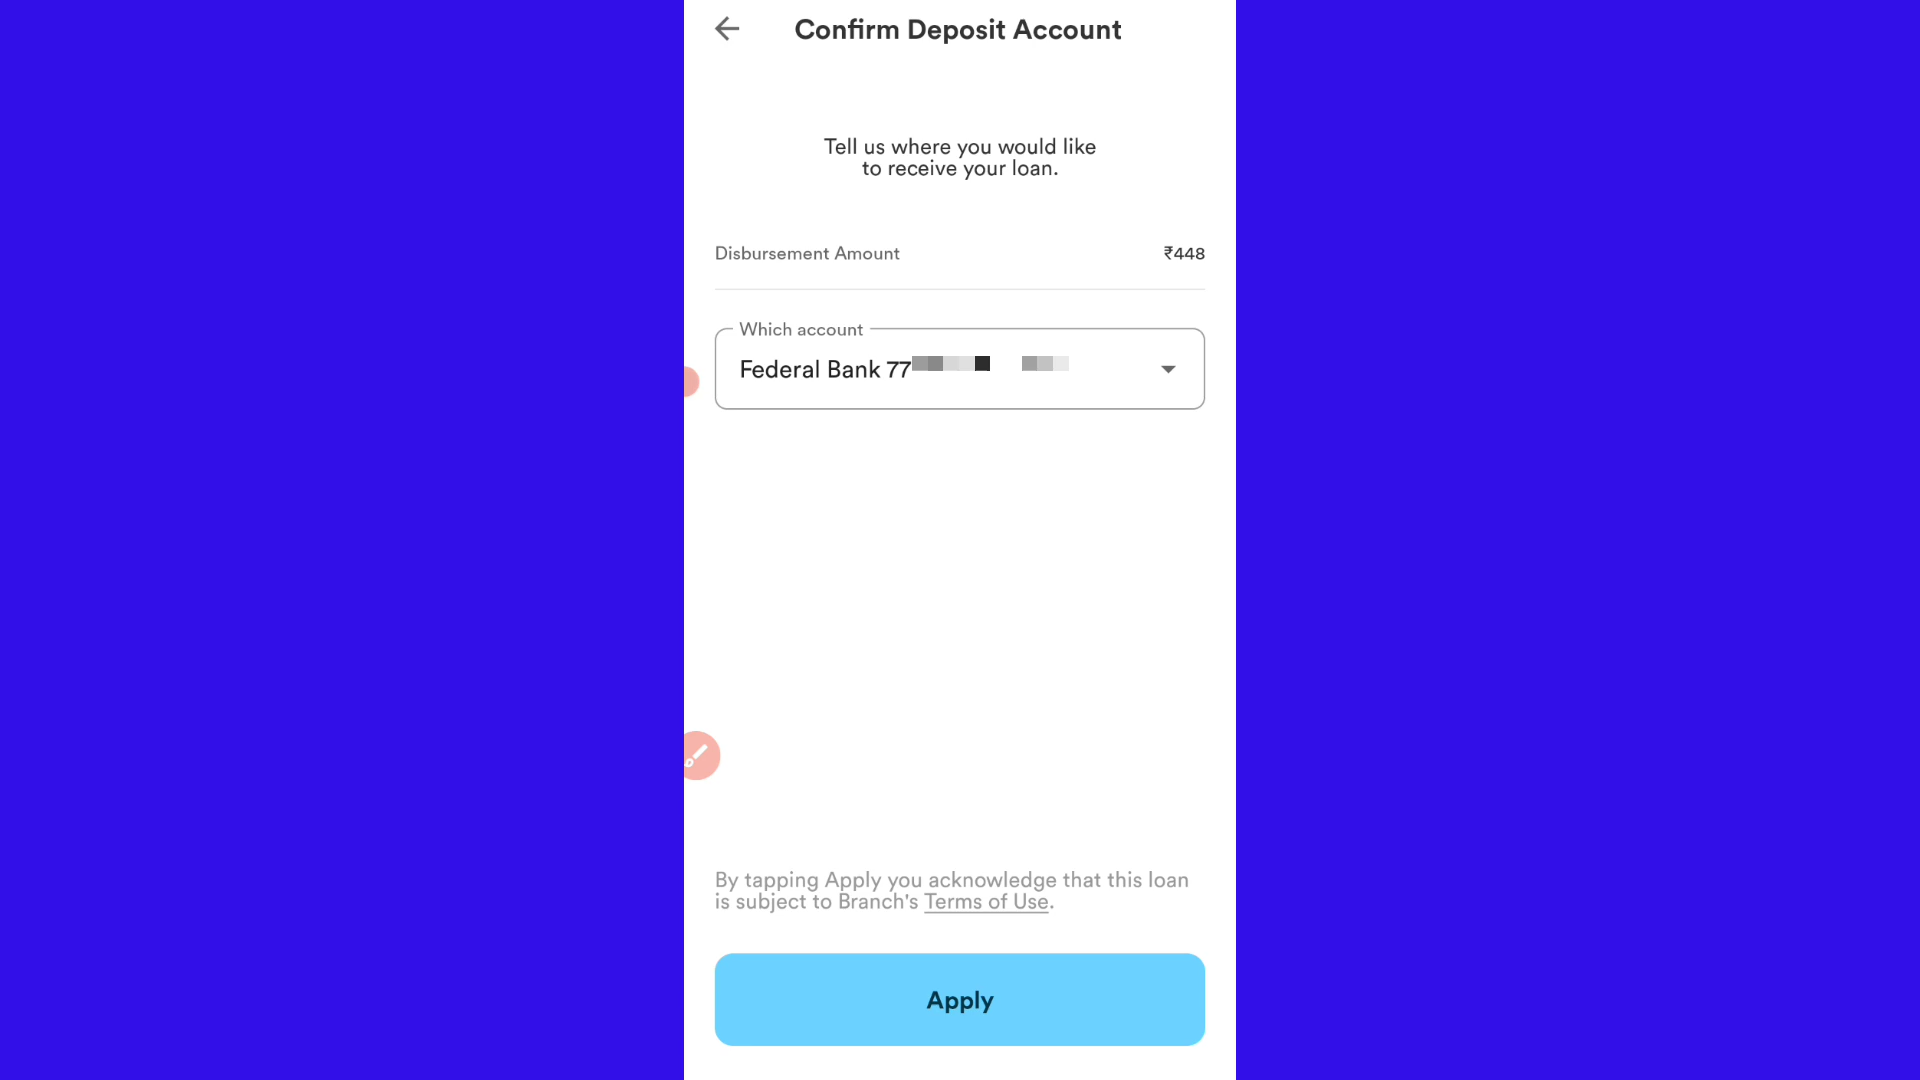 Confirm Deposit Account
Tell us where you would like
to receive your loan.
Disbursement Amount
₹448
Which account
Federal Bank 77
By tapping Apply you acknowledge that this loan
is subject to Branch's Terms of Use.
Apply